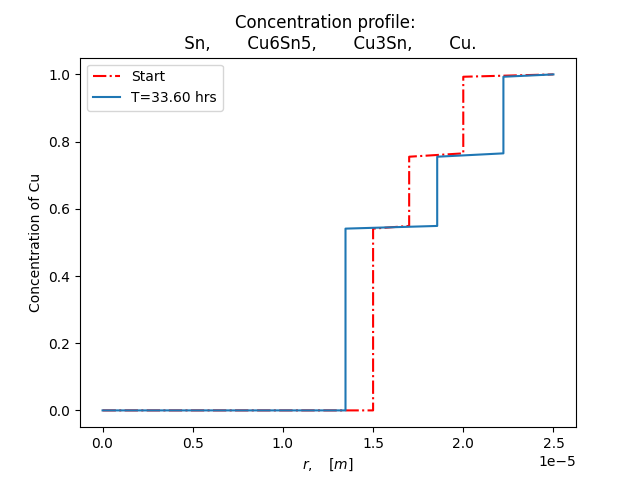 Concentration profile:
Sn, Cu6Sn5, Cu3Sn, Cu.
Start
T=33.60 hrs
Concentration of Cu
1.0
0.8
0.6
0.4
0.2
0.0
0.0 0.5 1.0 1.5 2.0 2.5
1e−5
r, [m]